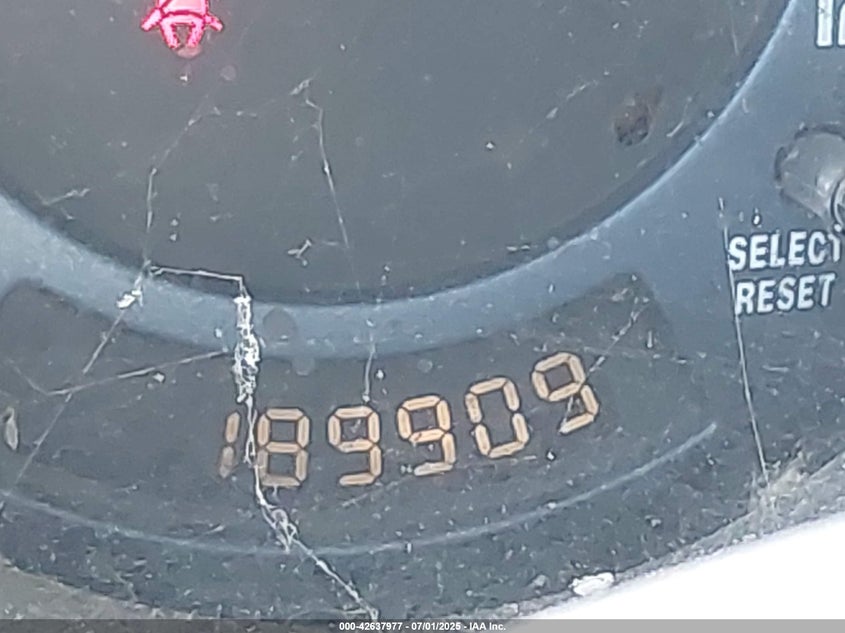 SELECT
RESET
189909
000-42637977 - 07/01/2025 - IAA Inc.